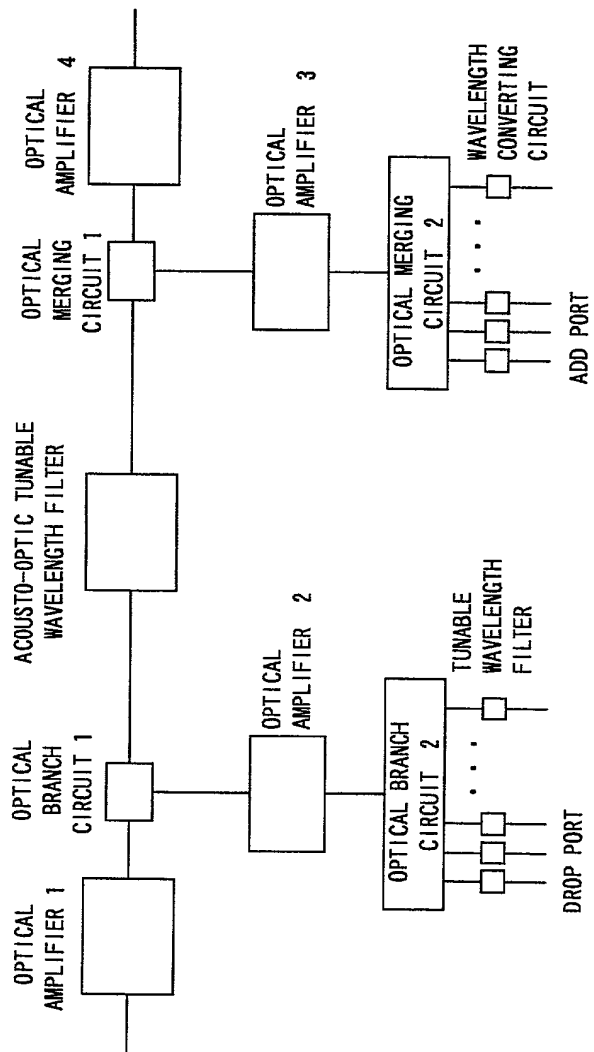 OPTICAL
AMPLIFIER 1
OPTICAL
BRANCH
CIRCUIT 1
ACOUSTO-OPTIC TUNABLE
WAVELENGTH FILTER
OPTICAL
MERGING
CIRCUIT 1
OPTICAL
AMPLIFIER 4
OPTICAL
AMPLIFIER 2
OPTICAL
AMPLIFIER 3
OPTICAL BRANCH
CIRCUIT 2
TUNABLE
WAVELENGTH
FILTER
DROP PORT
OPTICAL MERGING
CIRCUIT 2
WAVELENGTH
CONVERTING
CIRCUIT
ADD PORT